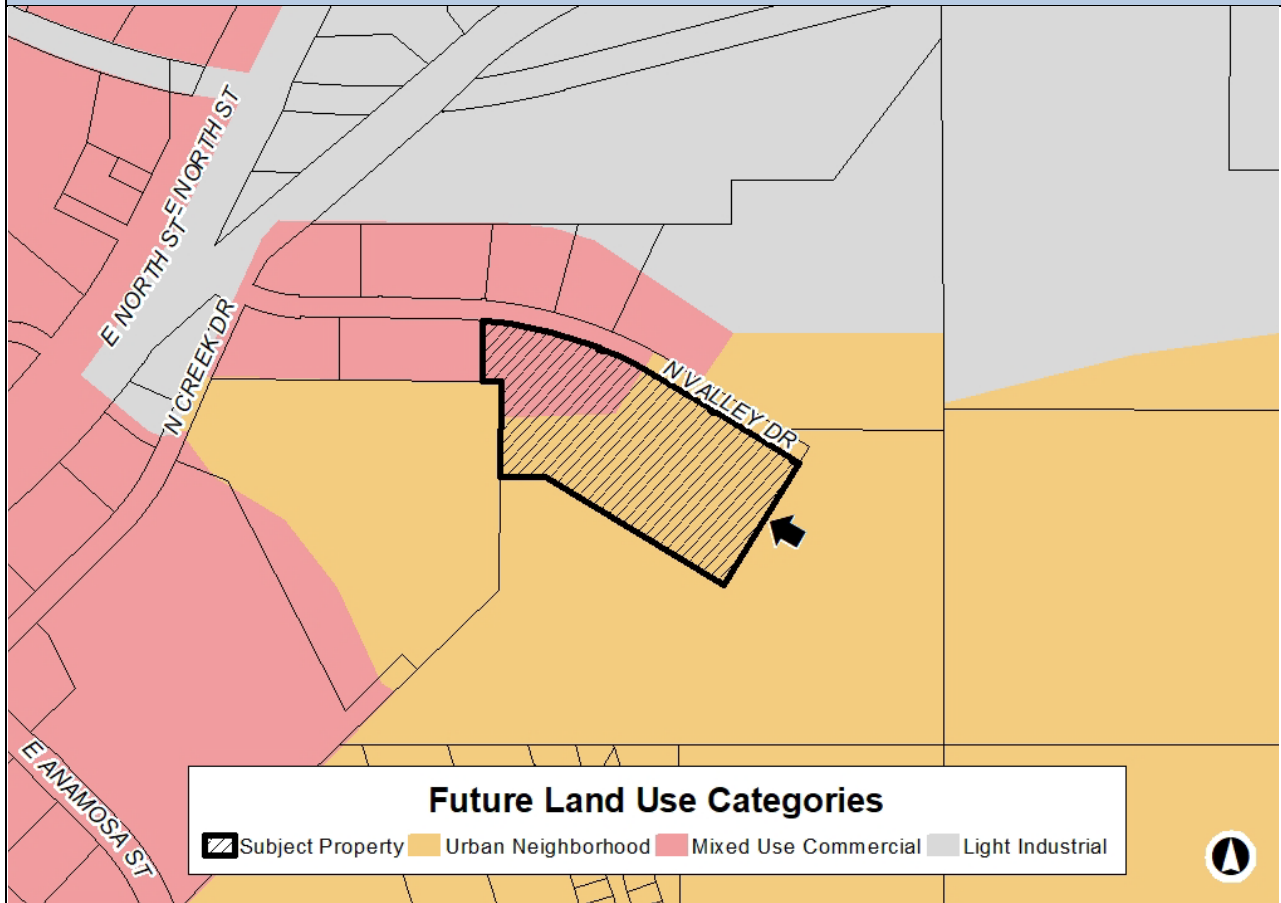 E NORTH ST
E NORTH ST
N CREEK DR
N VALLEY DR
E ANAMOSA ST
Future Land Use Categories
Subject Property Urban Neighborhood Mixed Use Commercial Light Industrial